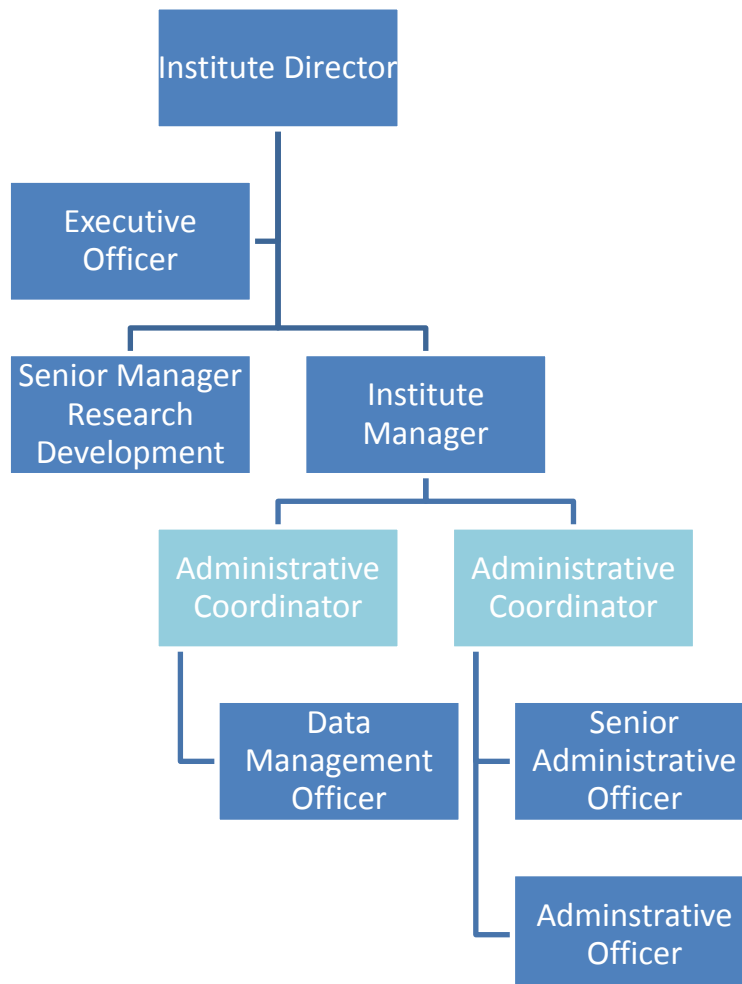 Institute Director
Executive
Officer
Senior Manager
Research
Development
Institute
Manager
Administrative
Coordinator
Administrative
Coordinator
Data
Management
Officer
Senior
Administrative
Officer
Adminstrative
Officer